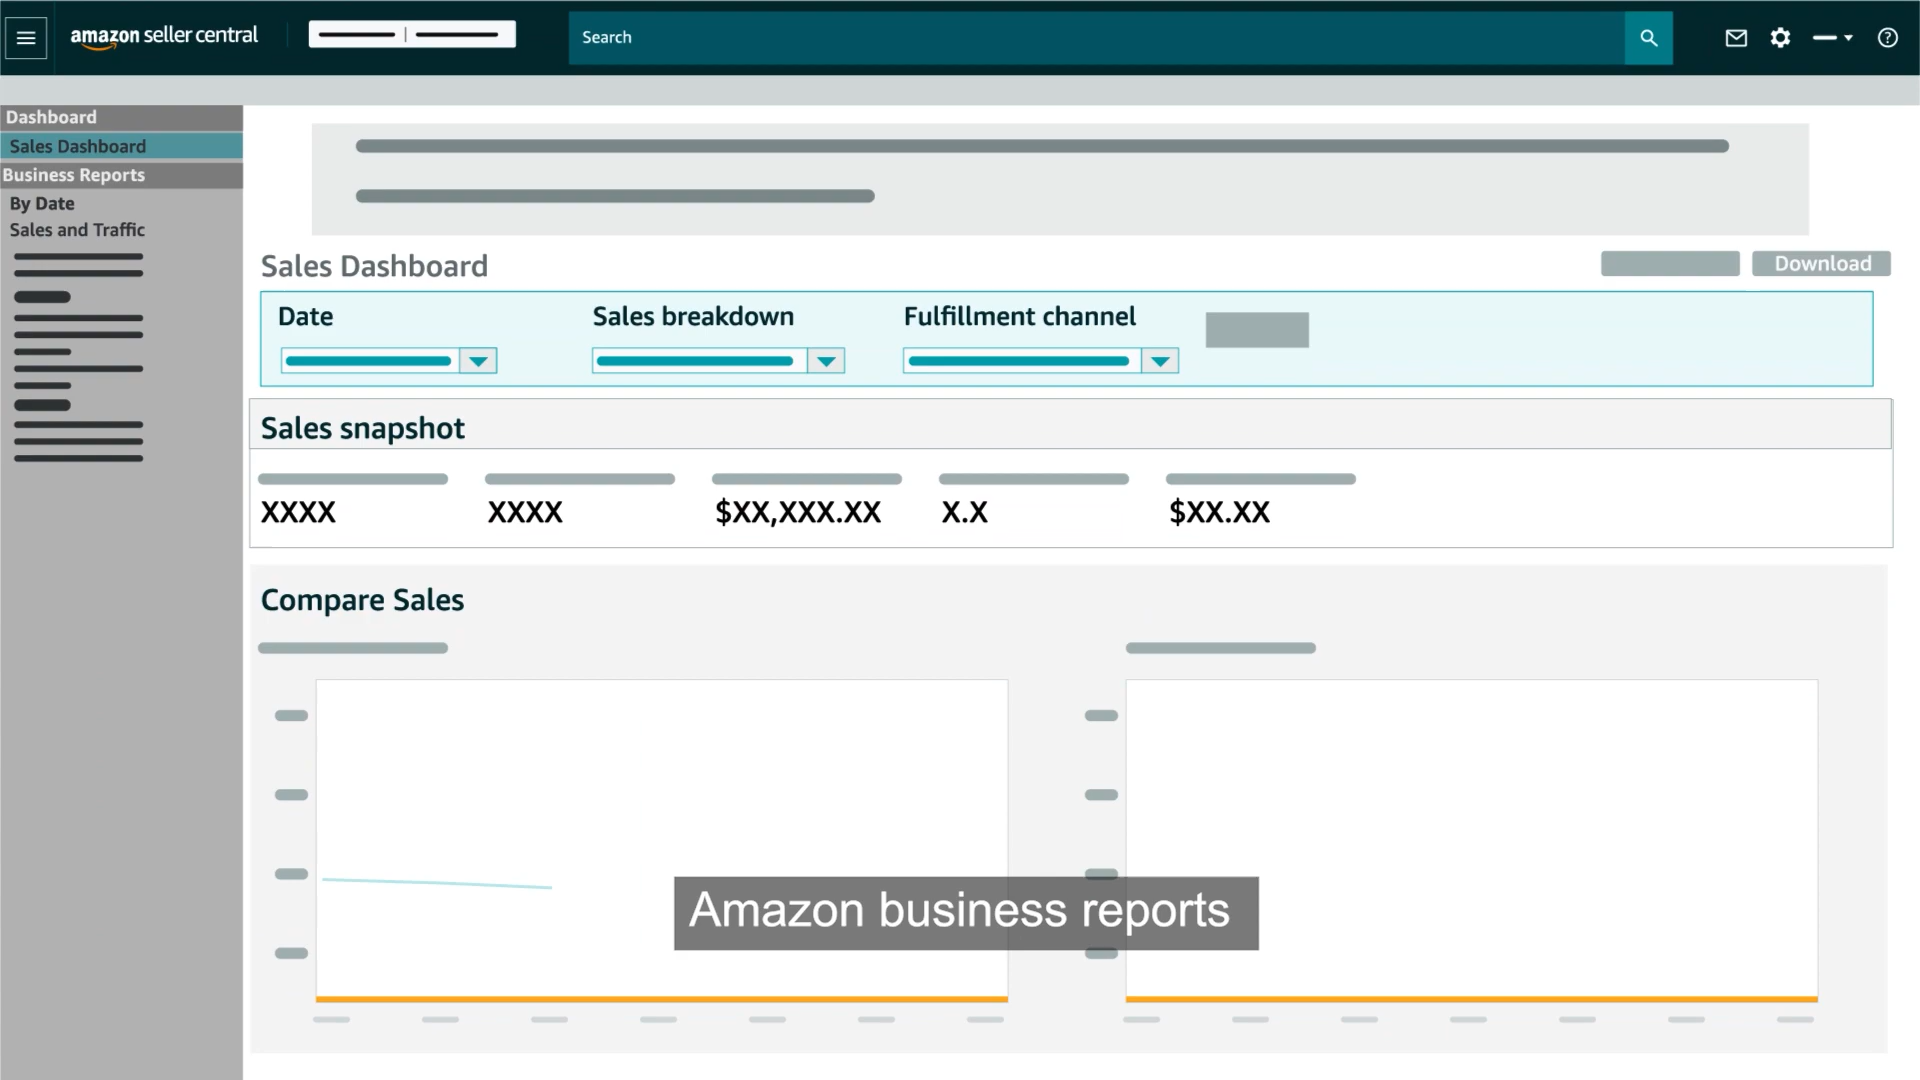 amazon seller central
Search
Dashboard
Sales Dashboard
Business Reports
By Date
Sales and Traffic
Sales Dashboard
Download
Date
Sales breakdown
Fulfillment channel
Sales snapshot
XXXX
XXXX
$XX,XXX.XX
X.X
$XX.XX
Compare Sales
Amazon business reports